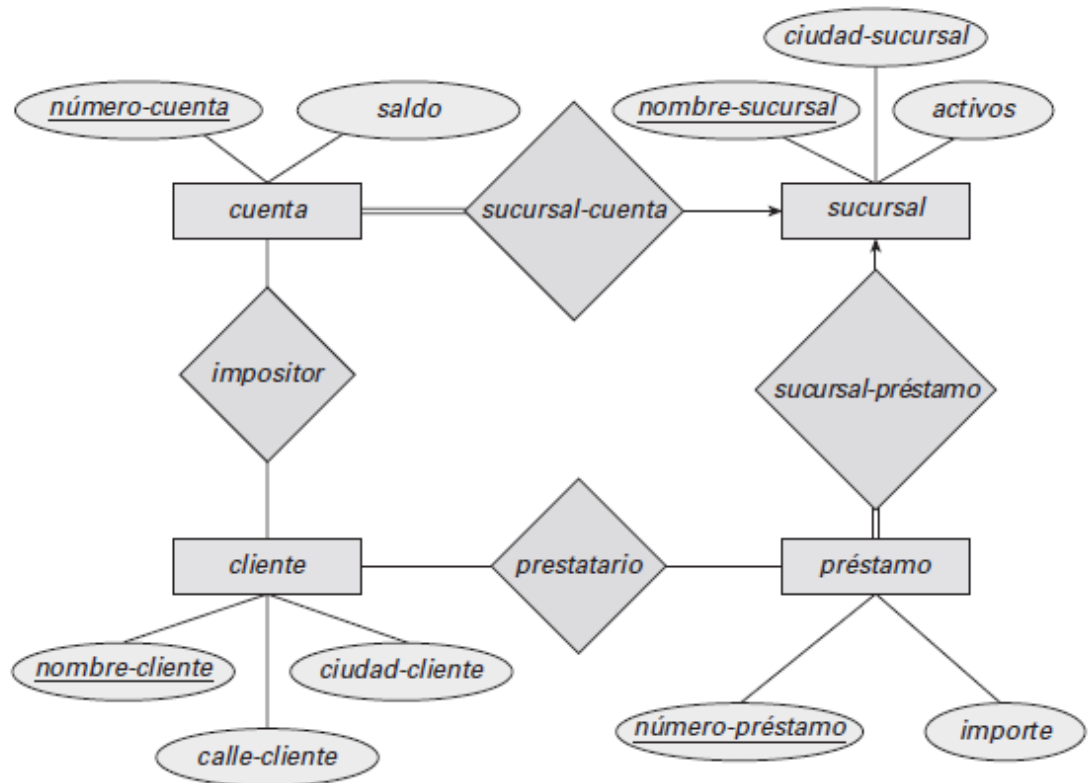 ciudad-sucursal
número-cuenta
saldo
nombre-sucursal
activos
cuenta
sucursal-cuenta
sucursal
impositor
sucursal-préstamo
cliente
prestatario
préstamo
nombre-cliente
ciudad-cliente
calle-cliente
número-préstamo
importe